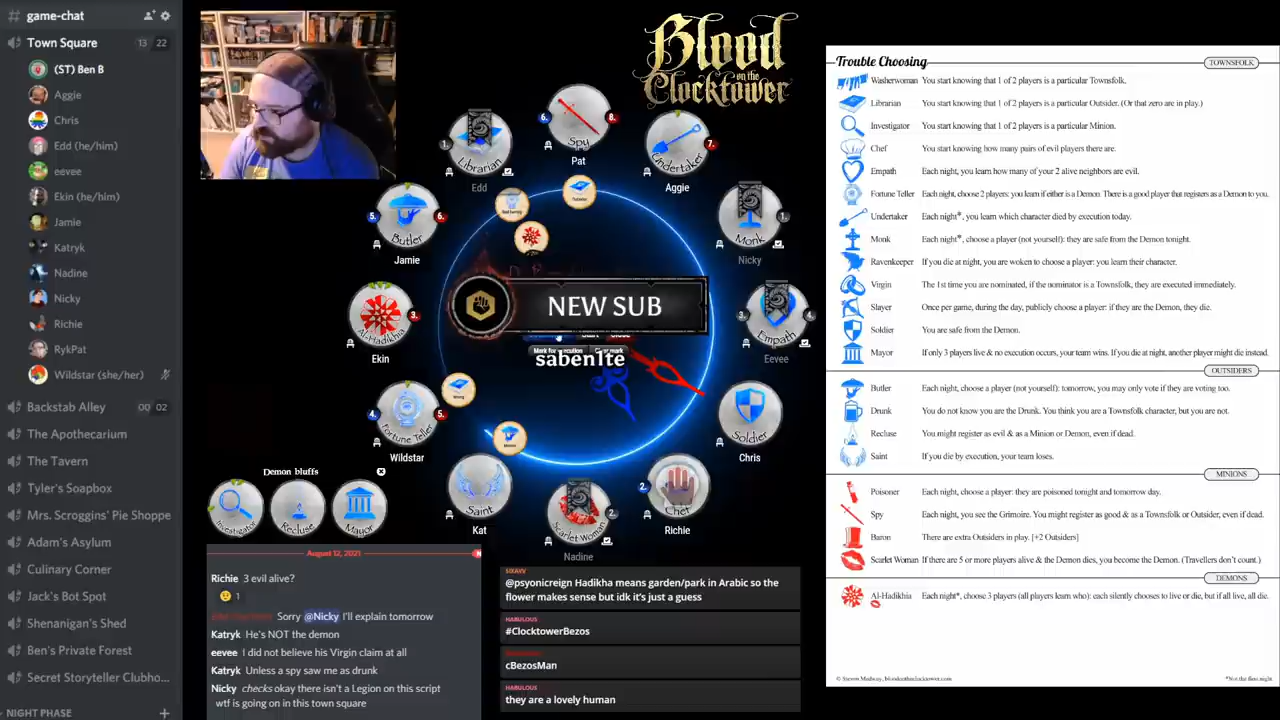 game-chat
Town Square
13 22
(ST) Ben B
Aggie
Chris
Edd (he/him)
eevee
Ekin (he/him)
Jamie
Katryk
Nadine
Nicky
Richie
RykPat
Wildstar (she/her)
Backstab Alley
00 02
The Apothecarium
The Tavern
Tyler's Soapbox
Mrs. Scroggins' Pie Shoppe
Adam's Asylum
Culinary Corner
Jack's Bot Spot
Shenanigan's Shed
Ben's Private Forest
Secret Storyteller Clubho...
NIGHT PHASE
Blood
on the
Clocktower
Librarian
1.
Edd
Spy
6.
8.
Pat
Undertaker
7.
Aggie
Monk
1.
Nicky
Empath
3.
4.
Eevee
Soldier
Chris
Chef
2.
Richie
Scarlet Woman
2.
Nadine
Saint
Kat
Fortune Teller
4.
5.
Wildstar
Al-Hadikhia
3.
Ekin
Butler
5.
6.
Jamie
NEW SUB
Mark for execution
Clear mark
sapenite
Demon bluffs
Investigator
Recluse
Mayor
August 12, 2021
Richie 3 evil alive?
1
Sorry @Nicky I'll explain tomorrow
Katryk He's NOT the demon
eevee I did not believe his Virgin claim at all
Katryk Unless a spy saw me as drunk
Nicky checks okay there isn't a Legion on this script
wtf is going on in this town square
@psyonicreign Hadikha means garden/park in Arabic so the
flower makes sense but idk it's just a guess
HABULOUS
#ClocktowerBezos
cBezosMan
HABULOUS
they are a lovely human
Trouble Choosing
TOWNSFOLK
Washerwoman You start knowing that 1 of 2 players is a particular Townsfolk.
Librarian You start knowing that 1 of 2 players is a particular Outsider. (Or that zero are in play.)
Investigator You start knowing that 1 of 2 players is a particular Minion.
Chef You start knowing how many pairs of evil players there are.
Empath Each night, you learn how many of your 2 alive neighbors are evil.
Fortune Teller Each night, choose 2 players: you learn if either is a Demon. There is a good player that registers as a Demon to you.
Undertaker Each night*, you learn which character died by execution today.
Monk Each night*, choose a player (not yourself): they are safe from the Demon tonight.
Ravenkeeper If you die at night, you are woken to choose a player: you learn their character.
Virgin The 1st time you are nominated, if the nominator is a Townsfolk, they are executed immediately.
Slayer Once per game, during the day, publicly choose a player: if they are the Demon, they die.
Soldier You are safe from the Demon.
Mayor If only 3 players live & no execution occurs, your team wins. If you die at night, another player might die instead.
OUTSIDERS
Butler Each night, choose a player (not yourself): tomorrow, you may only vote if they are voting too.
Drunk You do not know you are the Drunk. You think you are a Townsfolk character, but you are not.
Recluse You might register as evil & as a Minion or Demon, even if dead.
Saint If you die by execution, your team loses.
MINIONS
Poisoner Each night, choose a player: they are poisoned tonight and tomorrow day.
Spy Each night, you see the Grimoire. You might register as good & as a Townsfolk or Outsider, even if dead.
Baron There are extra Outsiders in play. [+2 Outsiders]
Scarlet Woman If there are 5 or more players alive & the Demon dies, you become the Demon. (Travellers don't count.)
DEMONS
Al-Hadikhia Each night*, choose 3 players (all players learn who): each silently chooses to live or die, but if all live, all die.
© Steven Medway, bloodontheclocktower.com
*Not the first night